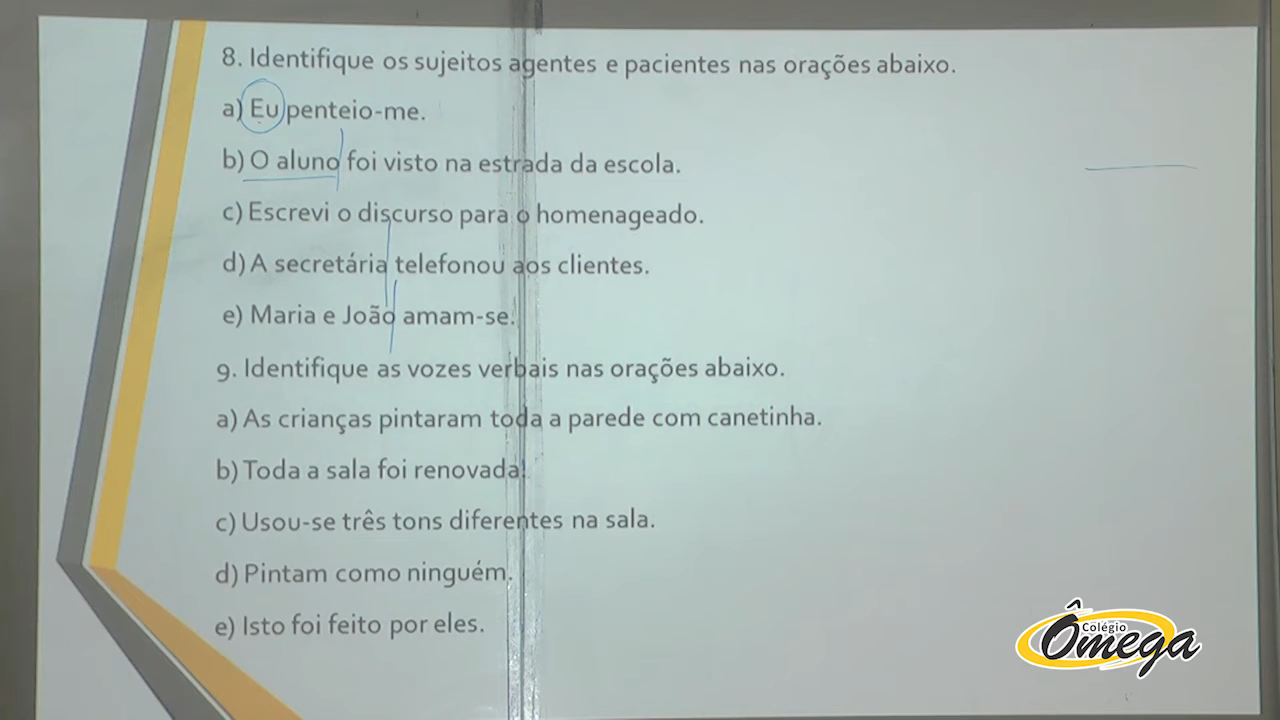 8. Identifique os sujeitos agentes e pacientes nas orações abaixo.
a) Eu penteio-me.
b) O aluno foi visto na estrada da escola.
c) Escrevi o discurso para o homenageado.
d) A secretária telefonou aos clientes.
e) Maria e João amam-se.
9. Identifique as vozes verbais nas orações abaixo.
a) As crianças pintaram toda a parede com canetinha.
b) Toda a sala foi renovada!
c) Usou-se três tons diferentes na sala.
d) Pintam como ninguém.
e) Isto foi feito por eles.
Colégio
Ômega